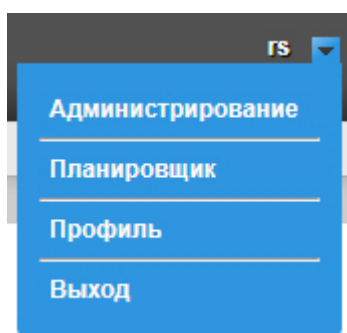 rs
Администрирование
Планировщик
Профиль
Выход